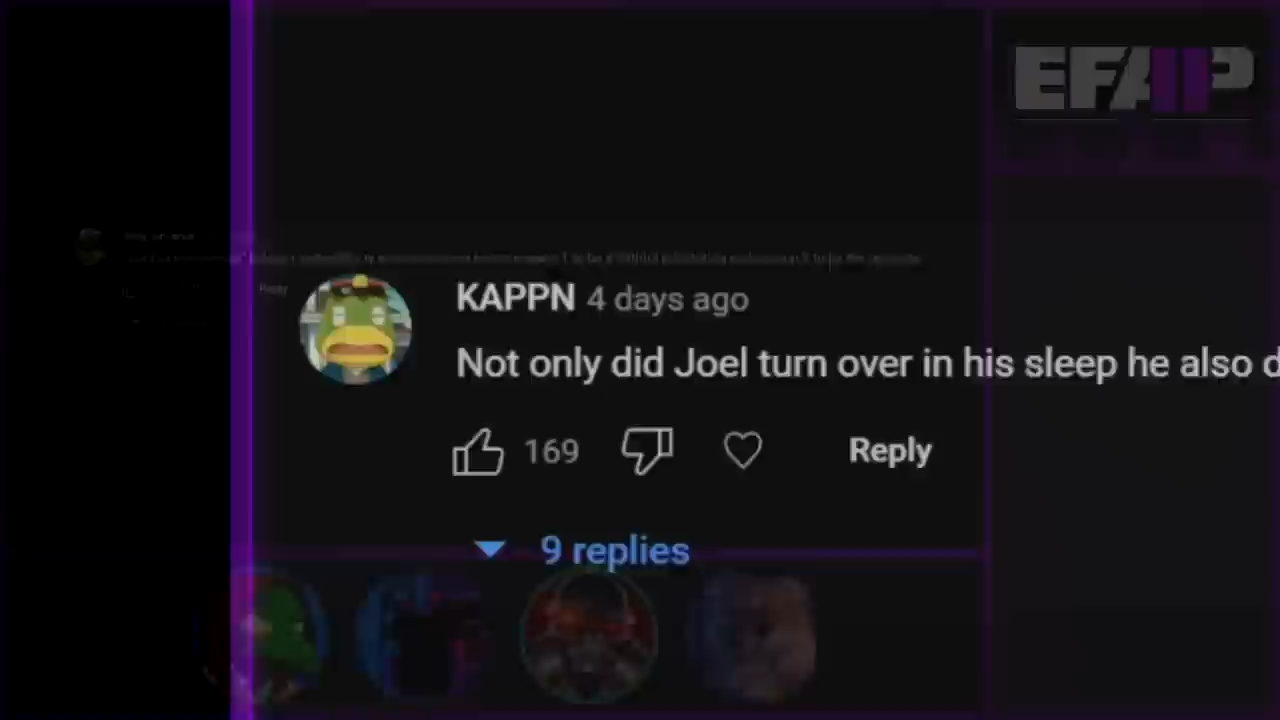 EFAP
KAPPN 4 days ago
Not only did Joel turn over in his sleep he also d
169
Reply
9 replies